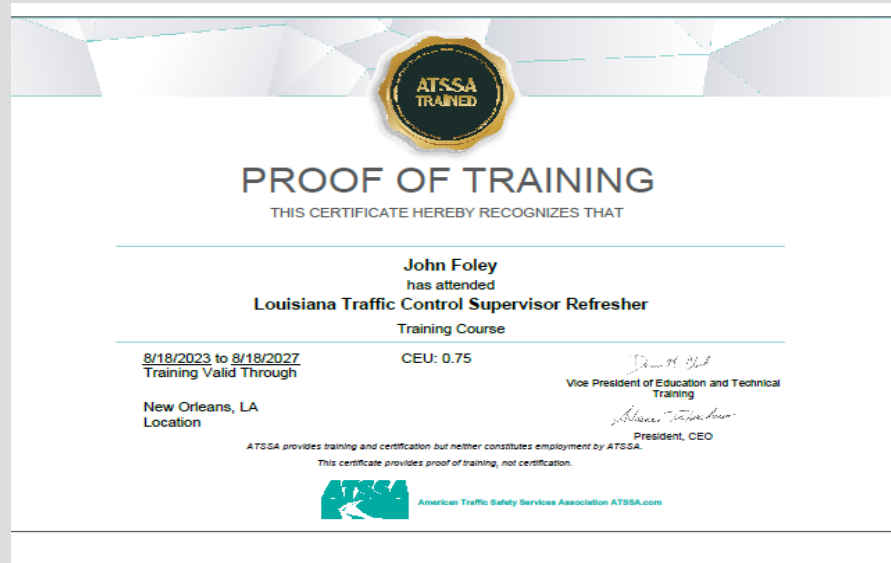 ATSSA
TRAINED
PROOF OF TRAINING
THIS CERTIFICATE HEREBY RECOGNIZES THAT
John Foley
has attended
Louisiana Traffic Control Supervisor Refresher
Training Course
8/18/2023 to 8/18/2027
CEU: 0.75
Training Valid Through
Vice President of Education and Technical
Training
New Orleans, LA
Location
President, CEO
ATSSA provides training and certification but neither constitutes employment by ATSSA.
This certificate provides proof of training, not certification.
ATSSA
American Traffic Safety Services Association ATSSA.com